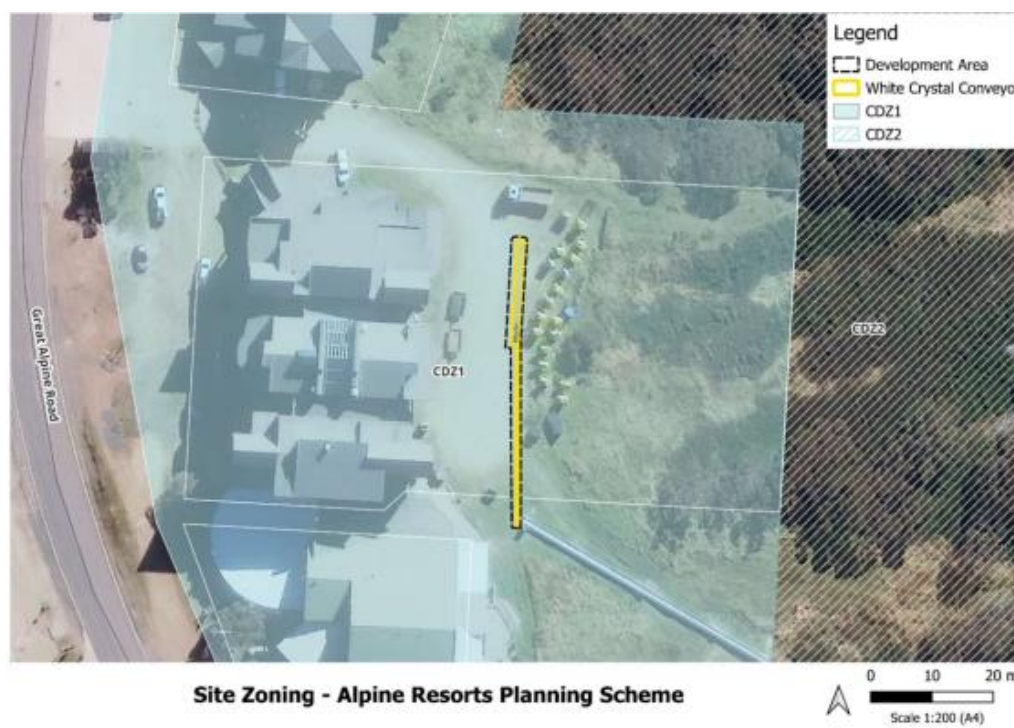 Legend
Development Area
White Crystal Conveyo
CDZ1
CDZ2
Great Alpine Road
CDZ1
CDZ2
Site Zoning - Alpine Resorts Planning Scheme
0 10 20 m
Scale 1:200 (A4)